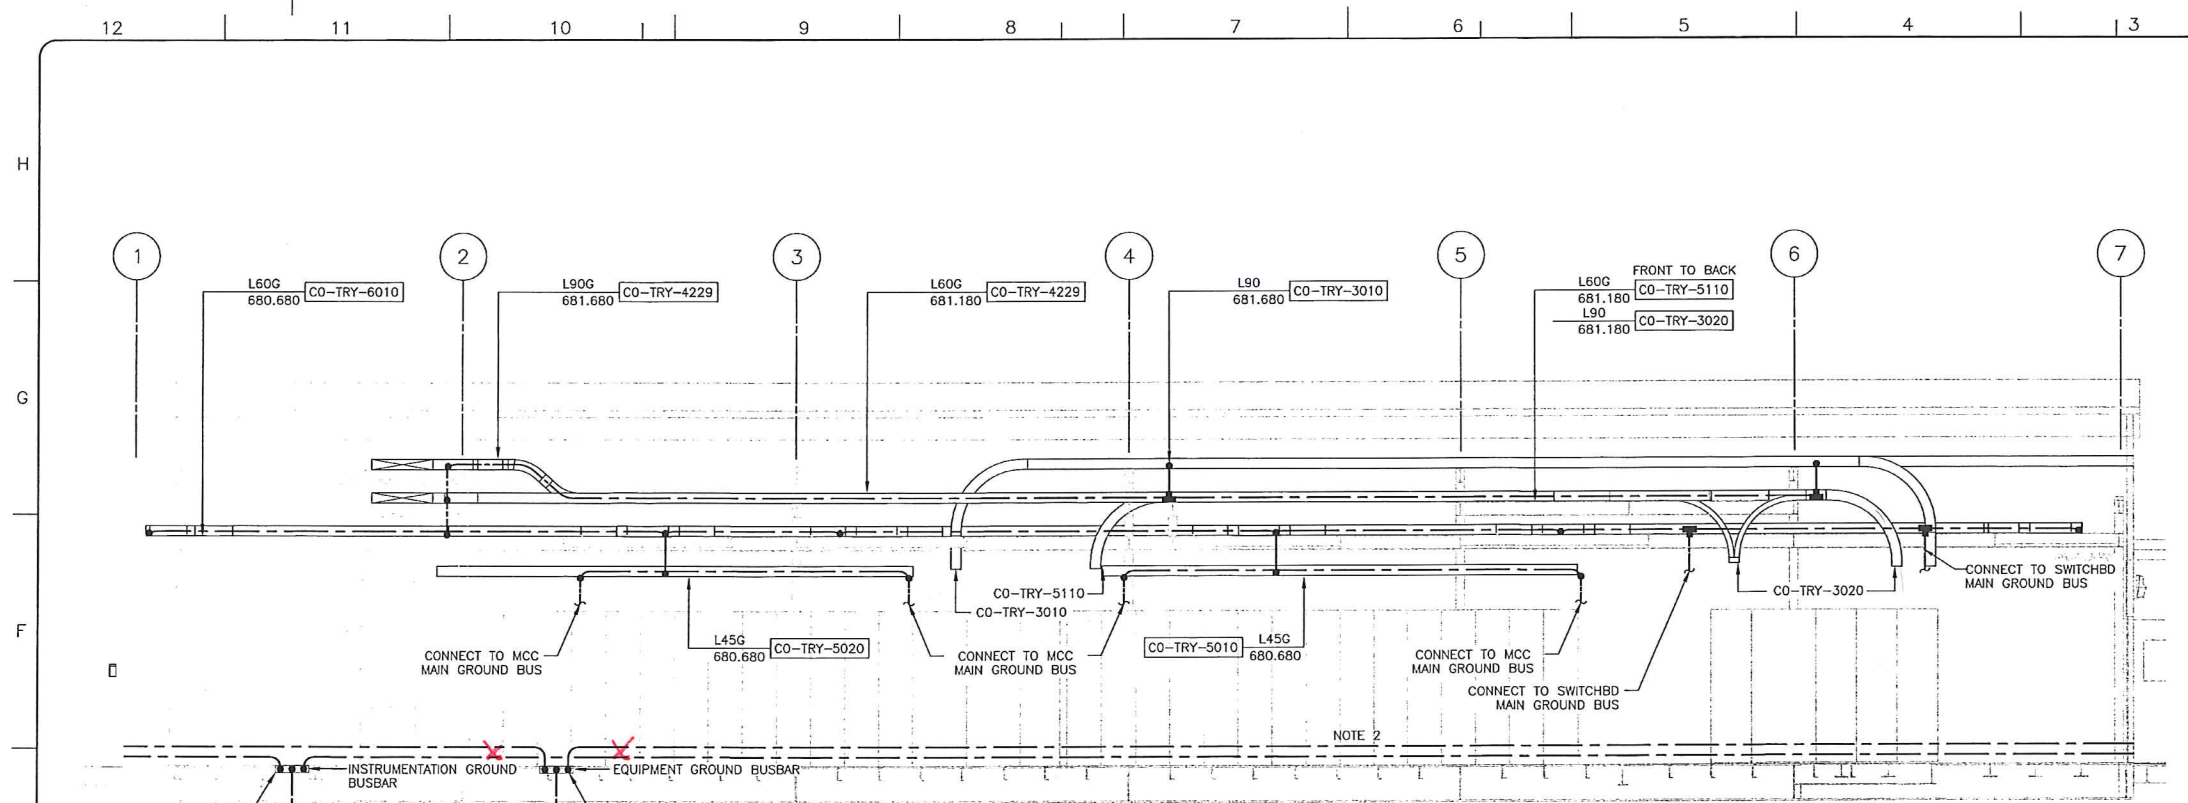 12 11 10 9 8 7 6 5 4 3
H
1 2 3 4 5 6 7
FRONT TO BACK
L60G
680.680 CO-TRY-6010
L90G
681.680 CO-TRY-4229
L60G
681.180 CO-TRY-4229
L90
681.680 CO-TRY-3010
L60G
681.180 CO-TRY-5110
L90
681.180 CO-TRY-3020
G
CO-TRY-5110
CO-TRY-3010
CO-TRY-3020
CONNECT TO SWITCHBD
MAIN GROUND BUS
F
CONNECT TO MCC
MAIN GROUND BUS
L45G
680.680 CO-TRY-5020
CONNECT TO MCC
MAIN GROUND BUS
CO-TRY-5010 L45G
680.680
CONNECT TO MCC
MAIN GROUND BUS
CONNECT TO SWITCHBD
MAIN GROUND BUS
NOTE 2
INSTRUMENTATION GROUND
BUSBAR
EQUIPMENT GROUND BUSBAR